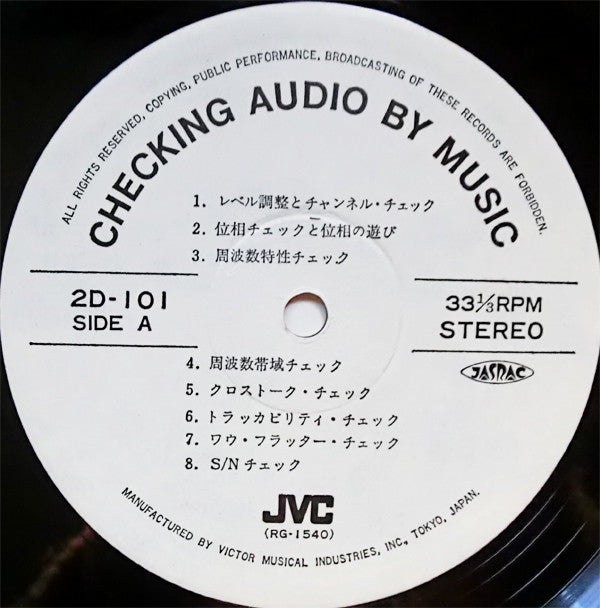 ALL RIGHTS RESERVED, COPYING, PUBLIC PERFORMANCE, BROADCASTING OF THESE RECORDS ARE FORBIDDEN.
CHECKING AUDIO BY MUSIC
1. レベル調整とチャンネル・チェック
2. 位相チェックと位相の遊び
3. 周波数特性チェック
2D-101
SIDE A
33⅓RPM
STEREO
JASRAC
4. 周波数帯域チェック
5. クロストーク・チェック
6. トラッカビリティ・チェック
7. ワウ・フラッター・チェック
8. S/Nチェック
JVC
(RG-1540)
MANUFACTURED BY VICTOR MUSICAL INDUSTRIES, INC., TOKYO, JAPAN.